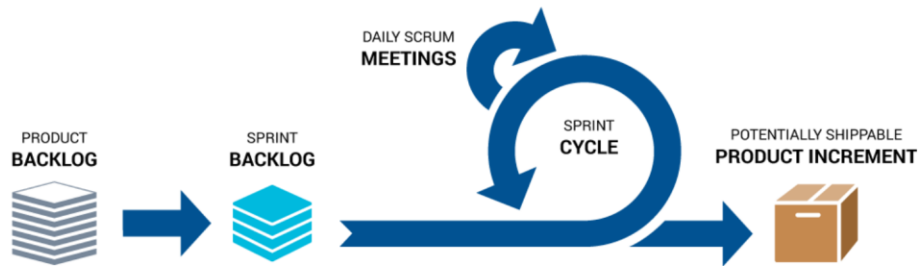 DAILY SCRUM
MEETINGS
PRODUCT
BACKLOG
SPRINT
BACKLOG
SPRINT
CYCLE
POTENTIALLY SHIPPABLE
PRODUCT INCREMENT